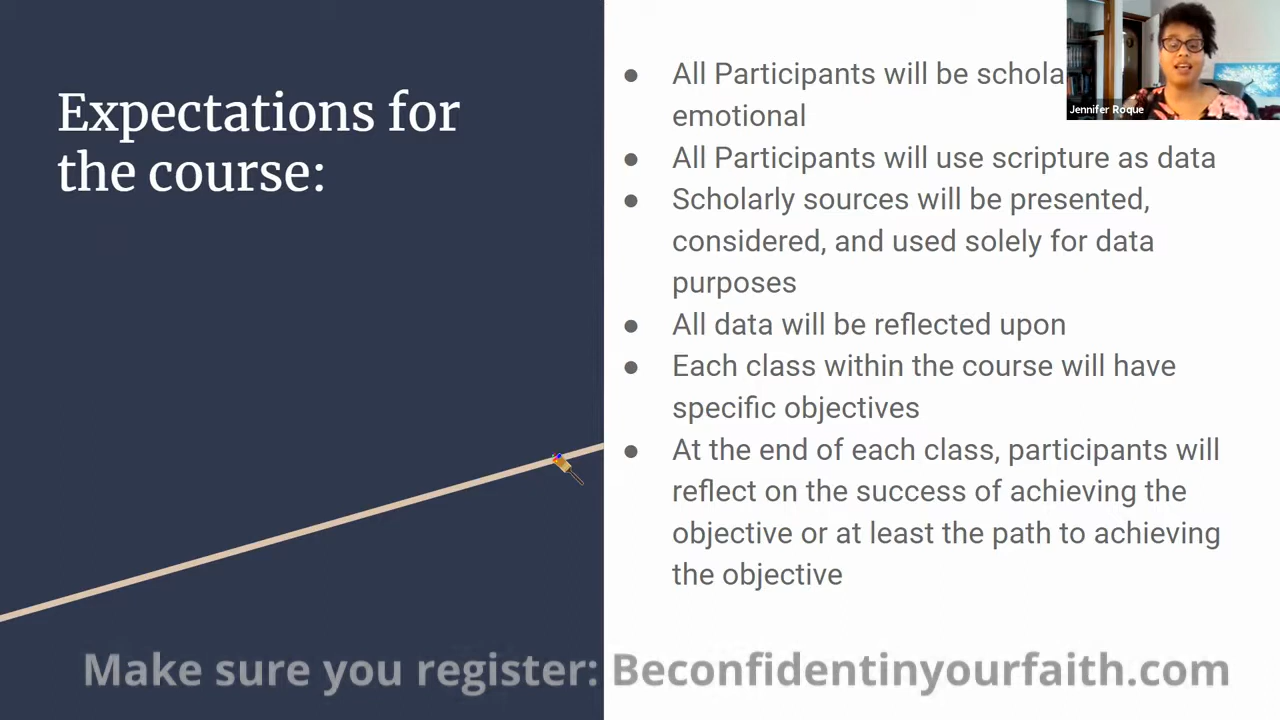 Expectations for
the course:
● All Participants will be
emotional
● All Participants will use scripture as data
● Scholarly sources will be presented,
considered, and used solely for data
purposes
● All data will be reflected upon
● Each class within the course will have
specific objectives
● At the end of each class, participants will
reflect on the success of achieving the
objective or at least the path to achieving
the objective
Jennifer Roque
Make sure you register: Beconfidentinyourfaith.com